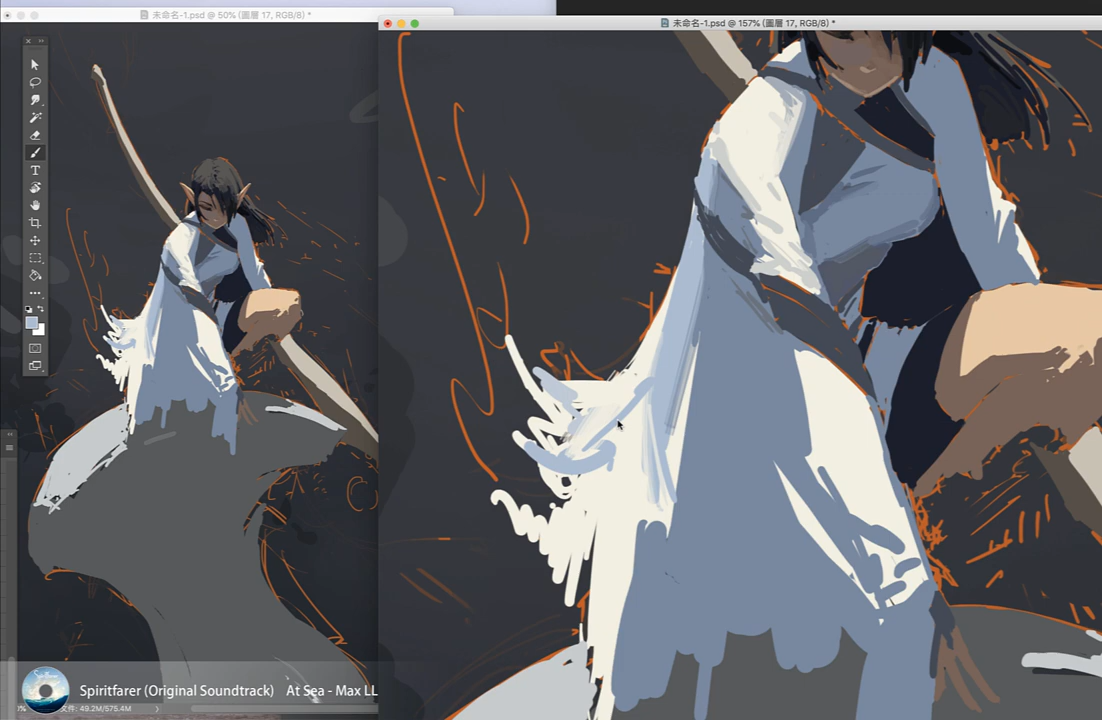 未命名-1.psd @ 50% (圖層 17, RGB/8) *
未命名-1.psd @ 157% (圖層 17, RGB/8) *
T
Spiritfarer (Original Soundtrack) At Sea - Max LL
文件: 49.2M/575.4M